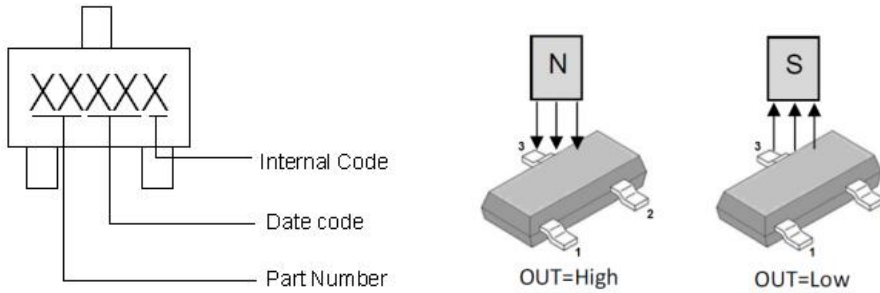 XXXXX
Internal Code
Date code
Part Number
N
3
2
1
OUT=High
S
3
1
OUT=Low